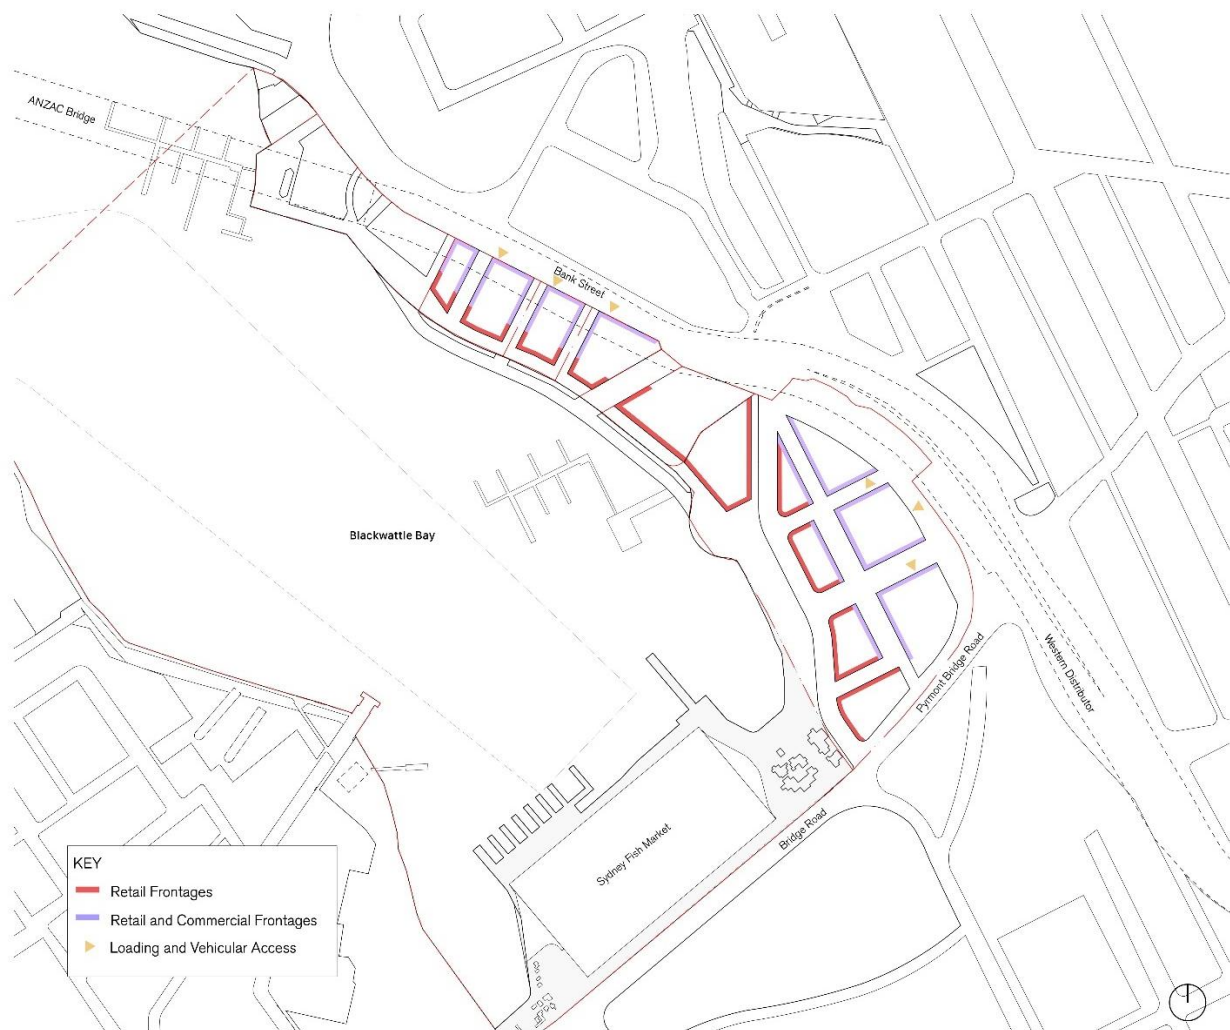 ANZAC Bridge
Bank Street
Blackwattle Bay
Western Distributor
Pyrmont Bridge Road
Bridge Road
Sydney Fish Market
KEY
Retail Frontages
Retail and Commercial Frontages
Loading and Vehicular Access